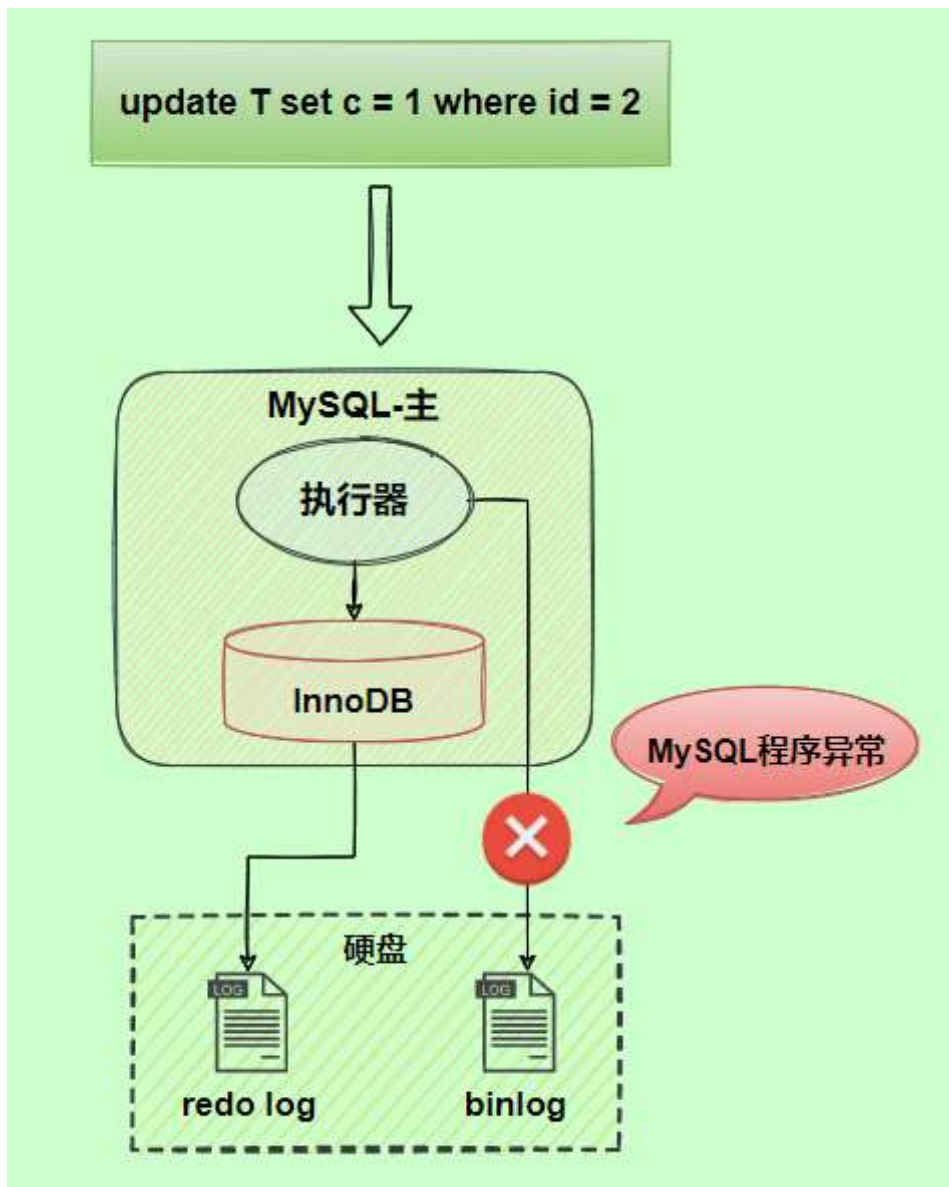 update T set c = 1 where id = 2
MySQL-主
执行器
InnoDB
MySQL程序异常
硬盘
LOG
LOG
redo log
binlog